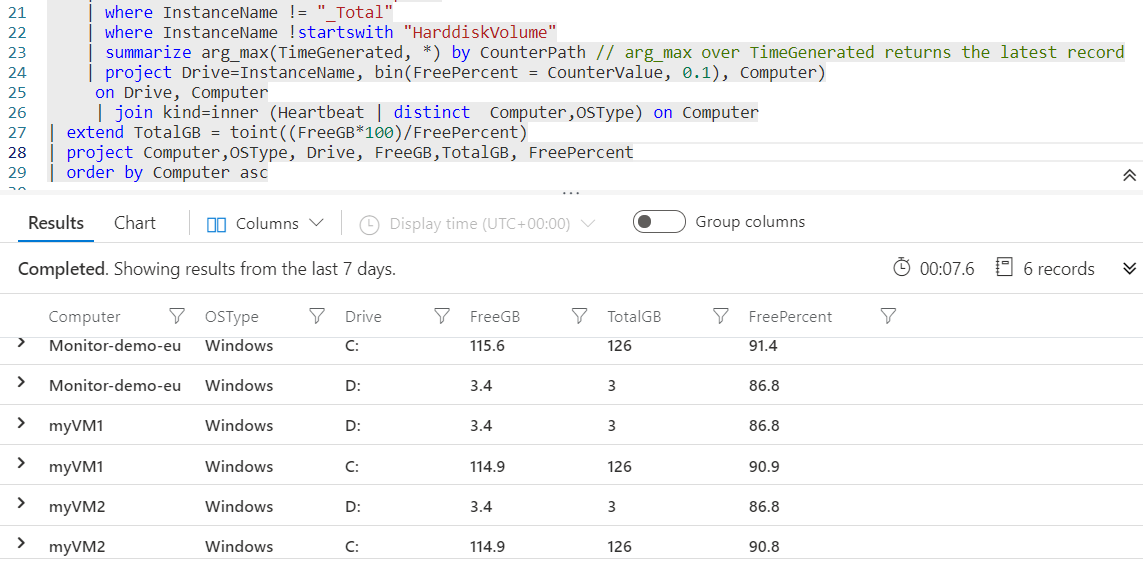 21 | where InstanceName != "_Total"
22 | where InstanceName !startswith "HarddiskVolume"
23 | summarize arg_max(TimeGenerated, *) by CounterPath // arg_max over TimeGenerated returns the latest record
24 | project Drive=InstanceName, bin(FreePercent = CounterValue, 0.1), Computer)
25 on Drive, Computer
26 | join kind=inner (Heartbeat | distinct  Computer,OSType) on Computer
27 | extend TotalGB = toint((FreeGB*100)/FreePercent)
28 | project Computer,OSType, Drive, FreeGB,TotalGB, FreePercent
29 | order by Computer asc
Results Chart Columns Display time (UTC+00:00) Group columns
Completed. Showing results from the last 7 days. 00:07.6 6 records
Computer OSType Drive FreeGB TotalGB FreePercent
Monitor-demo-eu Windows C: 115.6 126 91.4
Monitor-demo-eu Windows D: 3.4 3 86.8
myVM1 Windows D: 3.4 3 86.8
myVM1 Windows C: 114.9 126 90.9
myVM2 Windows D: 3.4 3 86.8
myVM2 Windows C: 114.9 126 90.8